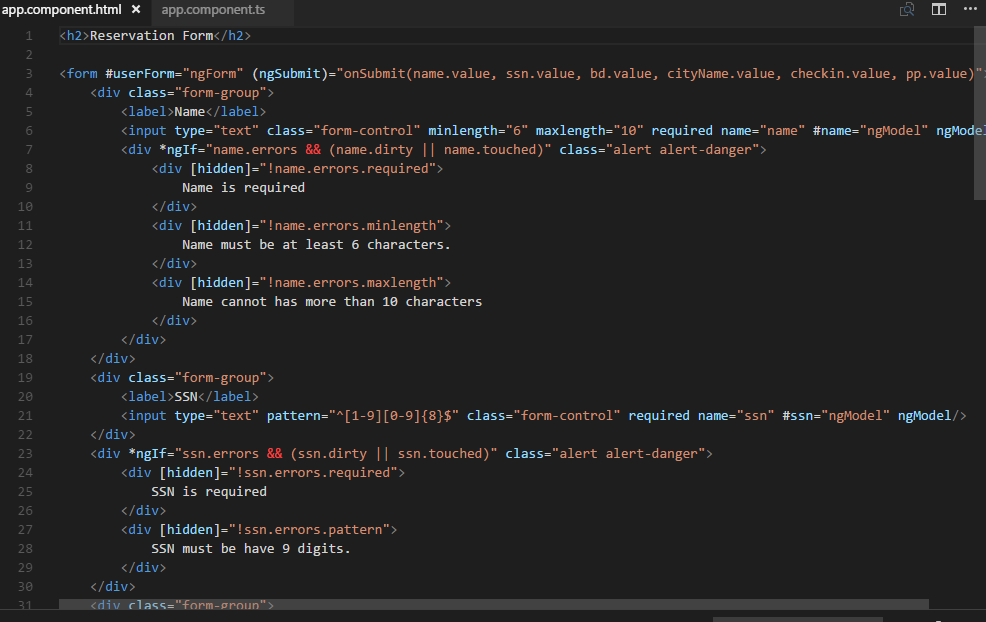 app.component.html × app.component.ts
1 <h2>Reservation Form</h2>
2
3 <form #userForm="ngForm" (ngSubmit)="onSubmit(name.value, ssn.value, bd.value, cityName.value, checkin.value, pp.value)"
4 <div class="form-group">
5 <label>Name</label>
6 <input type="text" class="form-control" minlength="6" maxlength="10" required name="name" #name="ngModel" ngModel
7 <div *ngIf="name.errors && (name.dirty || name.touched)" class="alert alert-danger">
8 <div [hidden]="!name.errors.required">
9 Name is required
10 </div>
11 <div [hidden]="!name.errors.minlength">
12 Name must be at least 6 characters.
13 </div>
14 <div [hidden]="!name.errors.maxlength">
15 Name cannot has more than 10 characters
16 </div>
17 </div>
18 </div>
19 <div class="form-group">
20 <label>SSN</label>
21 <input type="text" pattern="^[1-9][0-9]{8}$" class="form-control" required name="ssn" #ssn="ngModel" ngModel/>
22 </div>
23 <div *ngIf="ssn.errors && (ssn.dirty || ssn.touched)" class="alert alert-danger">
24 <div [hidden]="!ssn.errors.required">
25 SSN is required
26 </div>
27 <div [hidden]="!ssn.errors.pattern">
28 SSN must be have 9 digits.
29 </div>
30 </div>
31 <div class="form-group">